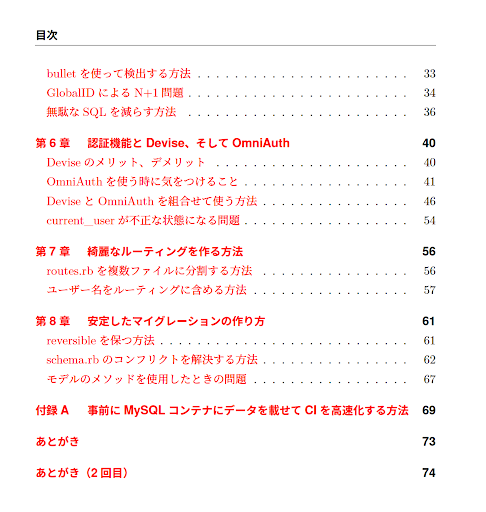 目次
bullet を使って検出する方法 . . . . . . . . . . . . . . . . . . . . . . . 33
GlobalID による N+1 問題 . . . . . . . . . . . . . . . . . . . . . . . . 34
無駄な SQL を減らす方法 . . . . . . . . . . . . . . . . . . . . . . . . 36
第 6 章 認証機能と Devise、そして OmniAuth 40
Devise のメリット、デメリット . . . . . . . . . . . . . . . . . . . . . 40
OmniAuth を使う時に気をつけること . . . . . . . . . . . . . . . . . . 41
Devise と OmniAuth を組合せて使う方法 . . . . . . . . . . . . . . . . 46
current_user が不正な状態になる問題 . . . . . . . . . . . . . . . . . . 54
第 7 章 綺麗なルーティングを作る方法 56
routes.rb を複数ファイルに分割する方法 . . . . . . . . . . . . . . . . 56
ユーザー名をルーティングに含める方法 . . . . . . . . . . . . . . . . . 57
第 8 章 安定したマイグレーションの作り方 61
reversible を保つ方法 . . . . . . . . . . . . . . . . . . . . . . . . . . 61
schema.rb のコンフリクトを解決する方法 . . . . . . . . . . . . . . . . 62
モデルのメソッドを使用したときの問題 . . . . . . . . . . . . . . . . . 67
付録 A 事前に MySQL コンテナにデータを載せて CI を高速化する方法 69
あとがき 73
あとがき（2 回目） 74